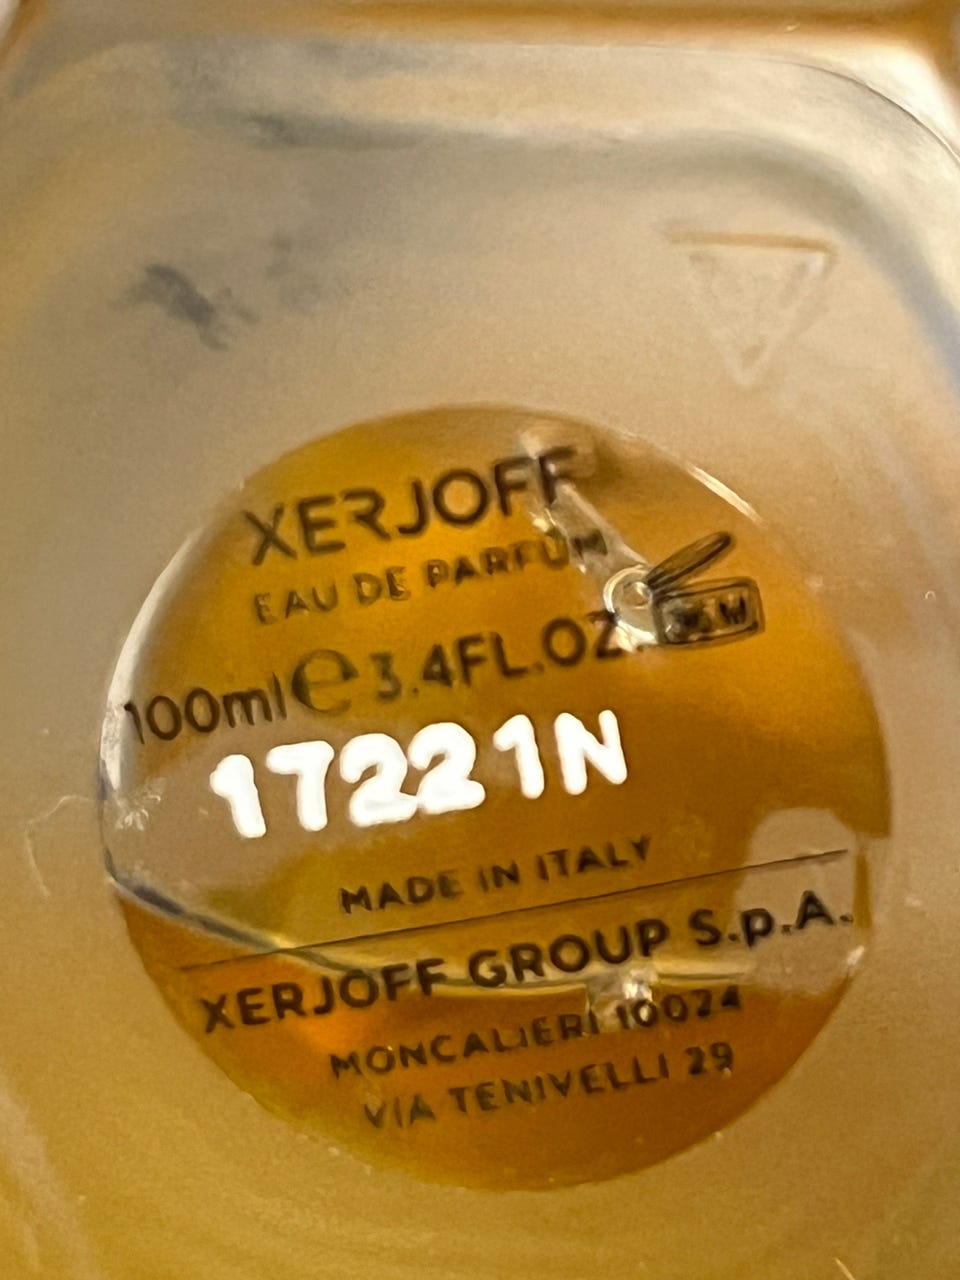 XERJOFF
EAU DE PARFUM
100ml ℮ 3.4FL.OZ.
17221N
MADE IN ITALY
XERJOFF GROUP S.p.A.
MONCALIERI 10024
VIA TENIVELLI 29